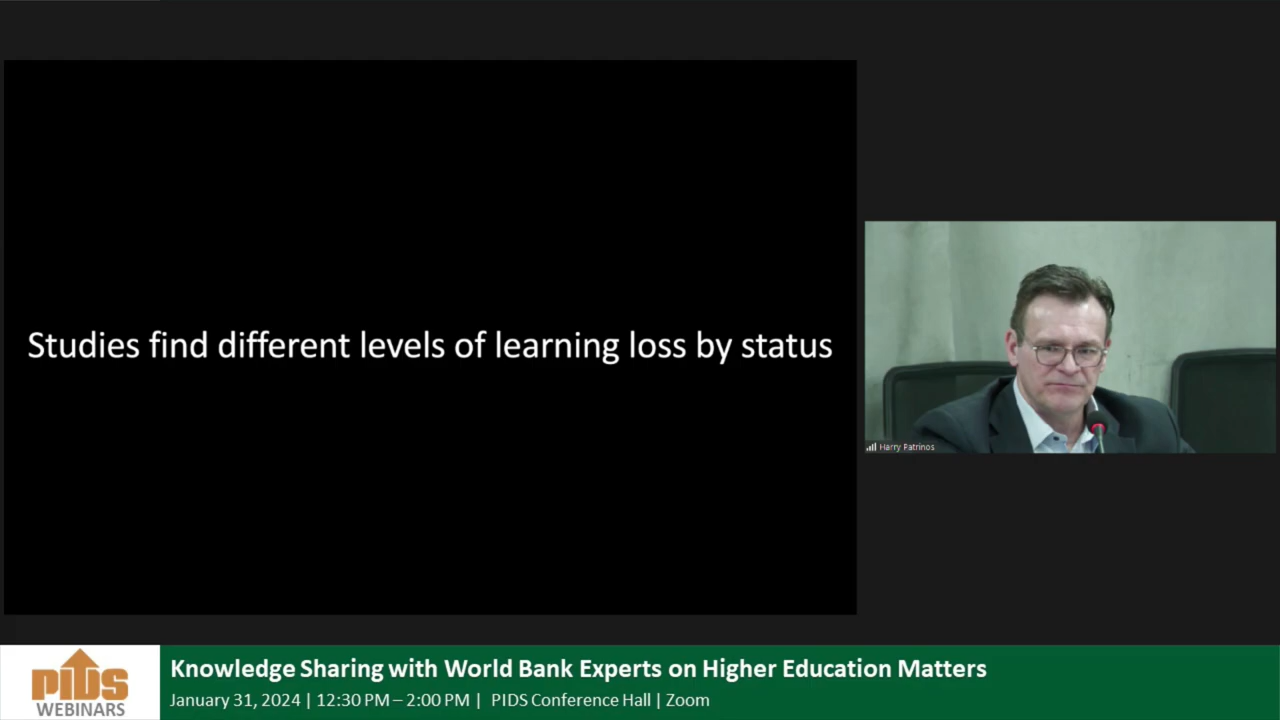 Studies find different levels of learning loss by status
Harry Patrinos
PIDS
WEBINARS
Knowledge Sharing with World Bank Experts on Higher Education Matters
January 31, 2024 | 12:30 PM – 2:00 PM | PIDS Conference Hall | Zoom